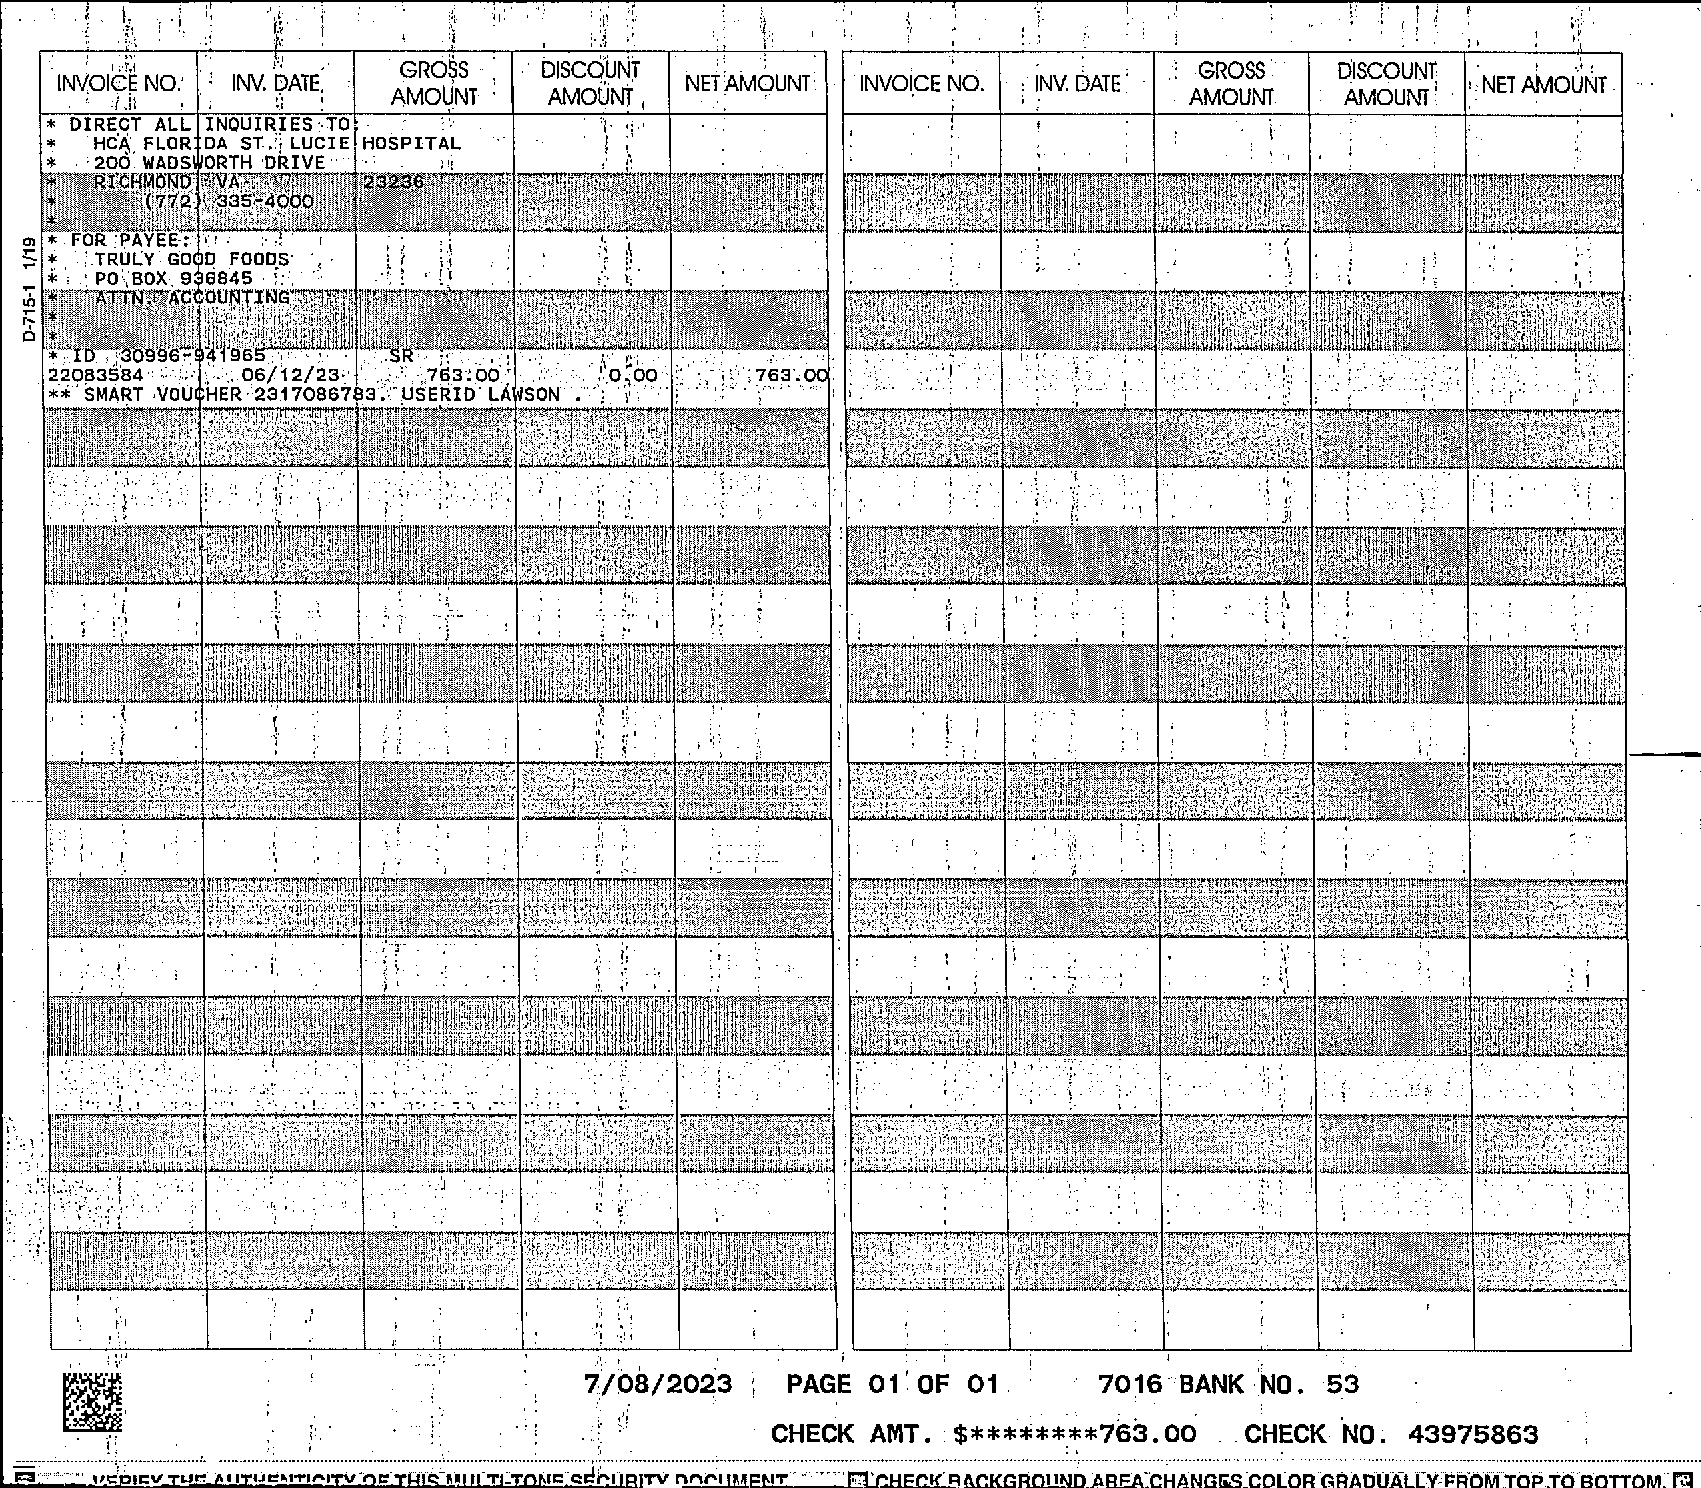 INVOICE NO. INV. DATE GROSS AMOUNT DISCOUNT AMOUNT NET AMOUNT INVOICE NO. INV. DATE GROSS AMOUNT DISCOUNT AMOUNT NET AMOUNT
* DIRECT ALL INQUIRIES TO:
* HCA FLORIDA ST. LUCIE HOSPITAL
* 200 WADSWORTH DRIVE
* RICHMOND VA 23236
* (772) 335-4000
*
* FOR PAYEE:
* TRULY GOOD FOODS
* PO BOX 936845
* ATTN. ACCOUNTING
*
*
* ID 30996-941965 SR
22083584 06/12/23 763.00 0.00 763.00
** SMART VOUCHER 2317086783. USERID LAWSON .
D-715-1 1/19
7/08/2023 PAGE 01 OF 01 7016 BANK NO. 53
CHECK AMT. $********763.00 CHECK NO. 43975863
VERIFY THE AUTHENTICITY OF THIS MULTI-TONE SECURITY DOCUMENT. CHECK BACKGROUND AREA CHANGES COLOR GRADUALLY FROM TOP TO BOTTOM.